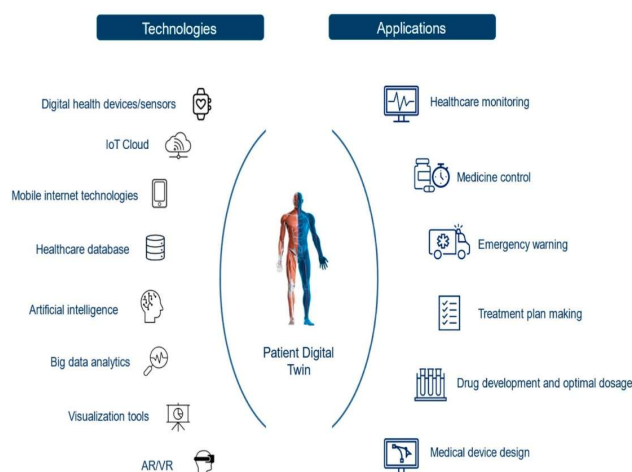 Technologies
Applications
Digital health devices/sensors
IoT Cloud
Mobile internet technologies
Healthcare database
Artificial intelligence
Big data analytics
Visualization tools
AR/VR
Patient Digital
Twin
Healthcare monitoring
Medicine control
Emergency warning
Treatment plan making
Drug development and optimal dosage
Medical device design